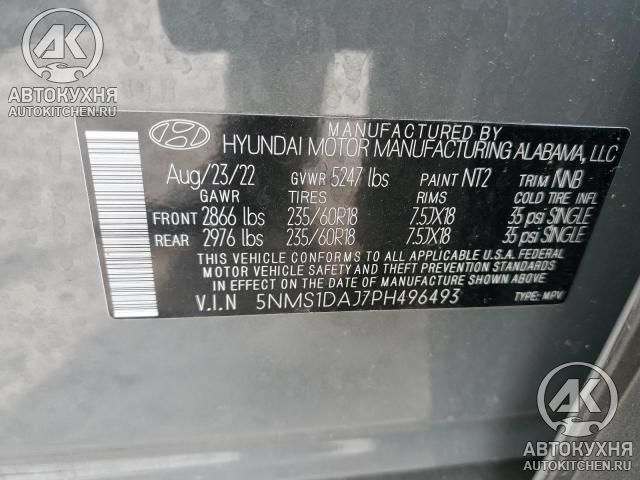 АВТОКУХНЯ
AUTOKITCHEN.RU
MANUFACTURED BY
HYUNDAI MOTOR MANUFACTURING ALABAMA, LLC
Aug/23/22 GVWR 5247 lbs PAINT NT2 TRIM NNB
GAWR TIRES RIMS COLD TIRE INFL
FRONT 2866 lbs 235/60R18 7.5JX18 35 psi SINGLE
REAR 2976 lbs 235/60R18 7.5JX18 35 psi SINGLE
THIS VEHICLE CONFORMS TO ALL APPLICABLE U.S.A. FEDERAL
MOTOR VEHICLE SAFETY AND THEFT PREVENTION STANDARDS
IN EFFECT ON THE DATE OF MANUFACTURE SHOWN ABOVE.
V.I.N 5NMS1DAJ7PH496493 TYPE: MPV
АК
АВТОКУХНЯ
AUTOKITCHEN.RU